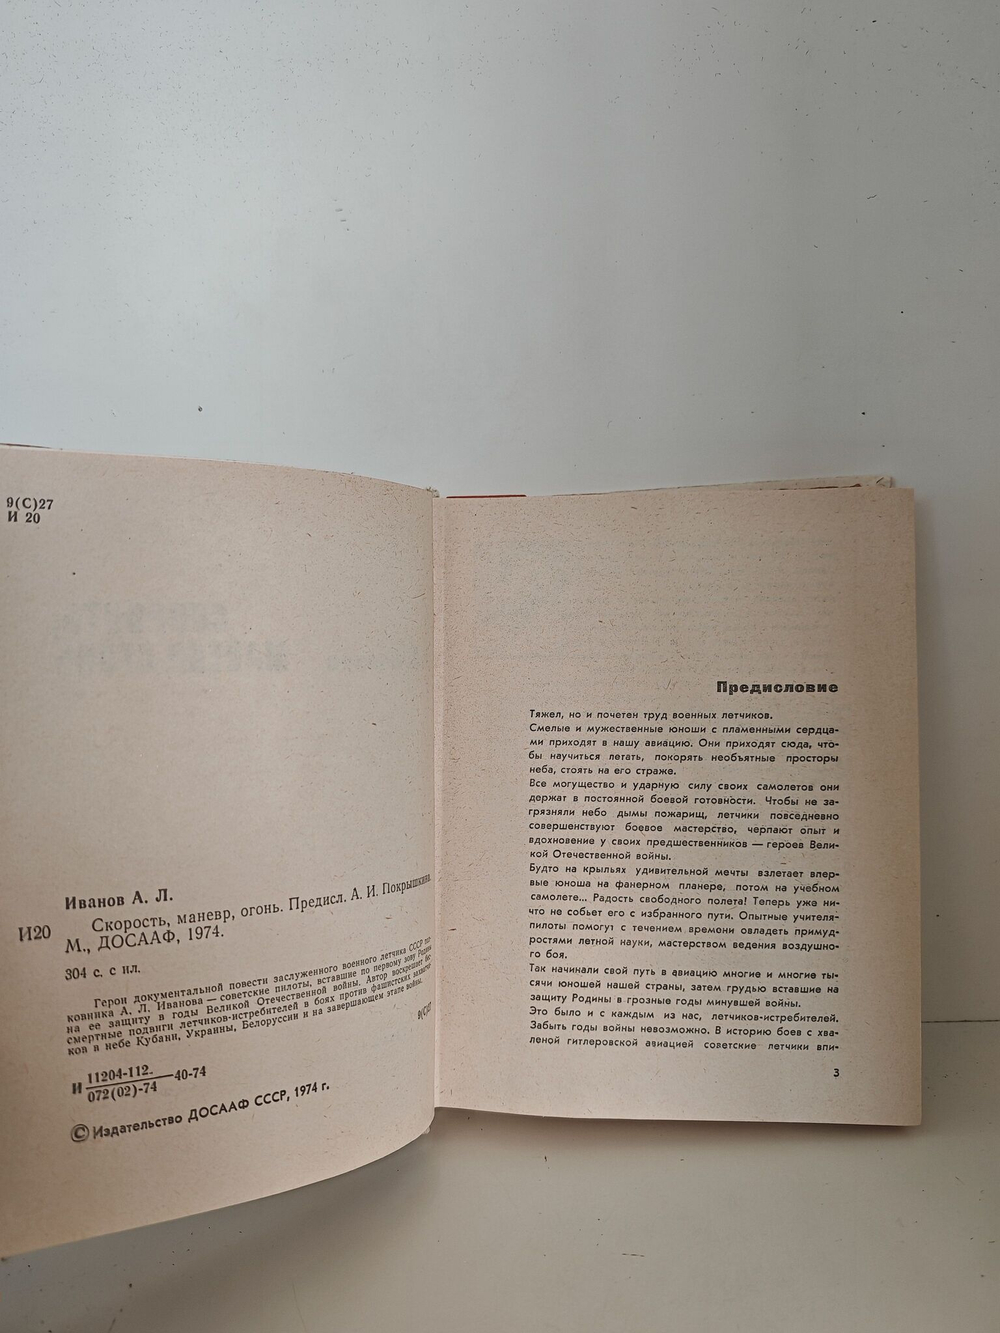 9(С)27
И 20
Иванов А. Л.
И20
Скорость, маневр, огонь. Предисл. А. И. Покрышкина.
М., ДОСААФ, 1974.
304 с. с ил.
Герои документальной повести заслуженного военного летчика СССР пол-
ковника А. Л. Иванова — советские пилоты, вставшие по первому зову Родины
на ее защиту в годы Великой Отечественной войны. Автор воскрешает бес-
смертные подвиги летчиков-истребителей в боях против фашистских захватчи-
ков в небе Кубани, Украины, Белоруссии и на завершающем этапе войны.
9(С)27
И 11204-112. 40-74
072(02)-74
© Издательство ДОСААФ СССР, 1974 г.
Предисловие
Тяжел, но и почетен труд военных летчиков.
Смелые и мужественные юноши с пламенными сердца-
ми приходят в нашу авиацию. Они приходят сюда, что-
бы научиться летать, покорять необъятные просторы
неба, стоять на его страже.
Все могущество и ударную силу своих самолетов они
держат в постоянной боевой готовности. Чтобы не за-
грязняли небо дымы пожарищ, летчики повседневно
совершенствуют боевое мастерство, черпают опыт и
вдохновение у своих предшественников — героев Вели-
кой Отечественной войны.
Будто на крыльях удивительной мечты взлетает впер-
вые юноша на фанерном планере, потом на учебном
самолете... Радость свободного полета! Теперь уже ни-
что не собьет его с избранного пути. Опытные учителя-
пилоты помогут с течением времени овладеть примуд-
ростями летной науки, мастерством ведения воздушно-
го боя.
Так начинали свой путь в авиацию многие и многие ты-
сячи юношей нашей страны, затем грудью вставшие на
защиту Родины в грозные годы минувшей войны.
Это было и с каждым из нас, летчиков-истребителей.
Забыть годы войны невозможно. В историю боев с хва-
леной гитлеровской авиацией советские летчики впи-
3